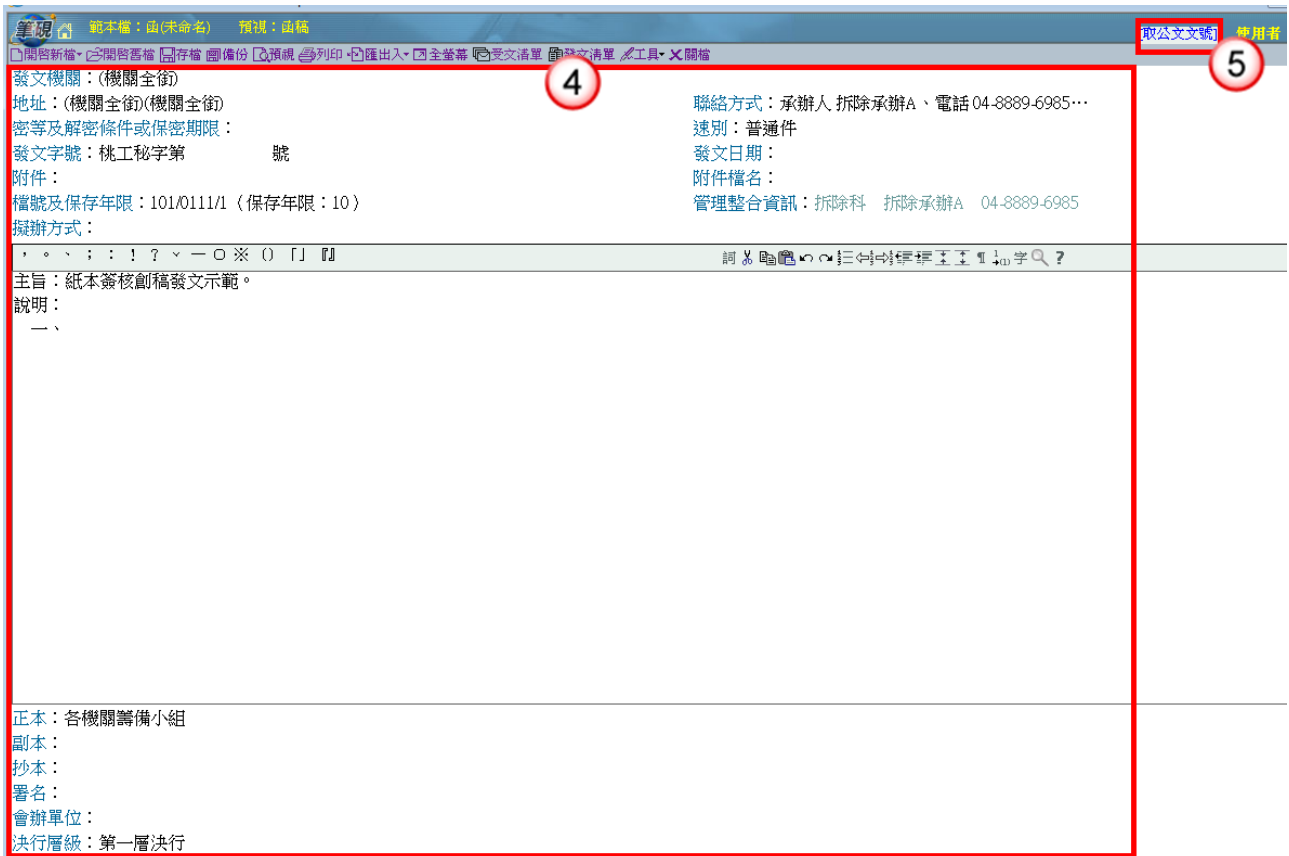 筆硯 範本檔：函(未命名) 預視：函稿 [取公文文號] 使用者
開啟新檔 開啟舊檔 存檔 備份 預視 列印 匯出入 全螢幕 受文清單 發文清單 工具 關檔
4 5
發文機關：(機關全銜)
地址：(機關全銜)(機關全銜) 聯絡方式：承辦人 拆除承辦A、電話 04-8889-6985…
密等及解密條件或保密期限： 速別：普通件
發文字號：桃工秘字第 號 發文日期：
附件： 附件檔名：
檔號及保存年限：101/0111/1（保存年限：10） 管理整合資訊：拆除科 拆除承辦A 04-8889-6985
擬辦方式：
，。、；：！？ˇ—○※（）「」『』 詞 字 ?
主旨：紙本簽核創稿發文示範。
說明：
一、
正本：各機關籌備小組
副本：
抄本：
署名：
會辦單位：
決行層級：第一層決行